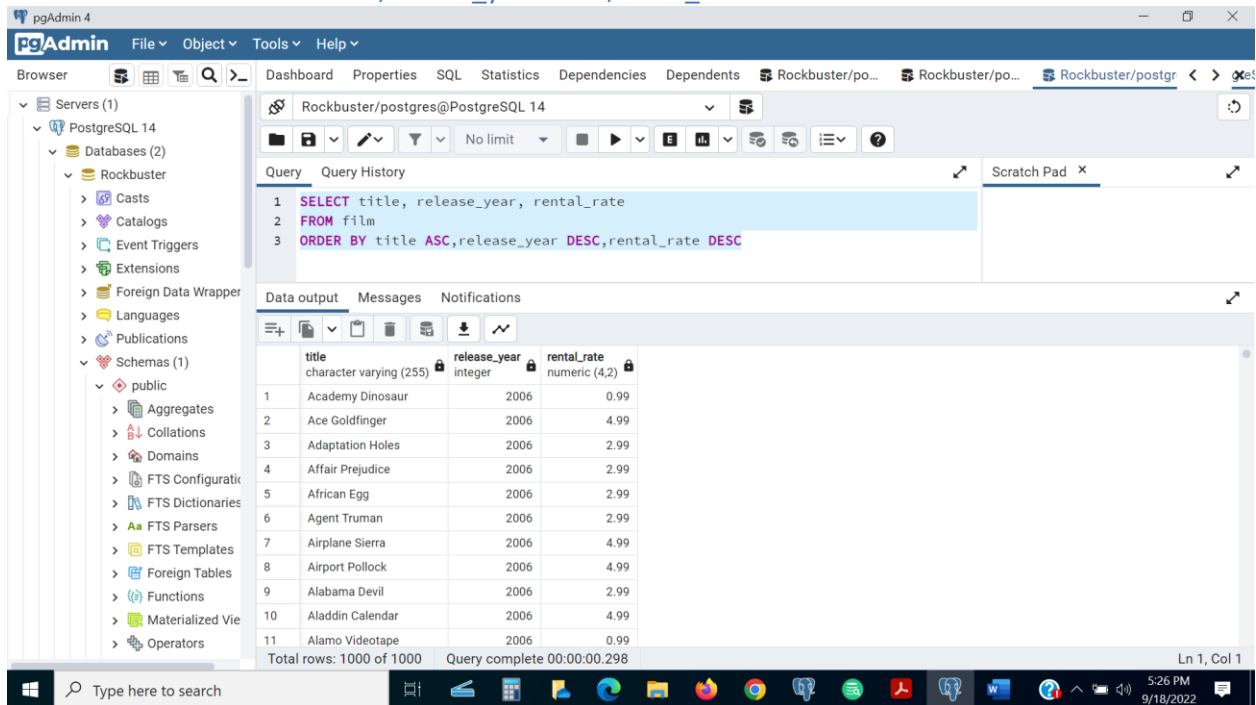 pgAdmin 4
pgAdmin File Object Tools Help
Browser Dashboard Properties SQL Statistics Dependencies Dependents Rockbuster/po... Rockbuster/po... Rockbuster/postgr
Servers (1)
PostgreSQL 14
Databases (2)
Rockbuster
Casts
Catalogs
Event Triggers
Extensions
Foreign Data Wrapper
Languages
Publications
Schemas (1)
public
Aggregates
Collations
Domains
FTS Configuratic
FTS Dictionaries
Aa FTS Parsers
FTS Templates
Foreign Tables
Functions
Materialized Vie
Operators
Rockbuster/postgres@PostgreSQL 14
No limit E
Query Query History Scratch Pad
1 SELECT title, release_year, rental_rate
2 FROM film
3 ORDER BY title ASC,release_year DESC,rental_rate DESC
Data output Messages Notifications
title release_year rental_rate
character varying (255) integer numeric (4,2)
1 Academy Dinosaur 2006 0.99
2 Ace Goldfinger 2006 4.99
3 Adaptation Holes 2006 2.99
4 Affair Prejudice 2006 2.99
5 African Egg 2006 2.99
6 Agent Truman 2006 2.99
7 Airplane Sierra 2006 4.99
8 Airport Pollock 2006 4.99
9 Alabama Devil 2006 2.99
10 Aladdin Calendar 2006 4.99
11 Alamo Videotape 2006 0.99
Total rows: 1000 of 1000 Query complete 00:00:00.298 Ln 1, Col 1
Type here to search
5:26 PM
9/18/2022